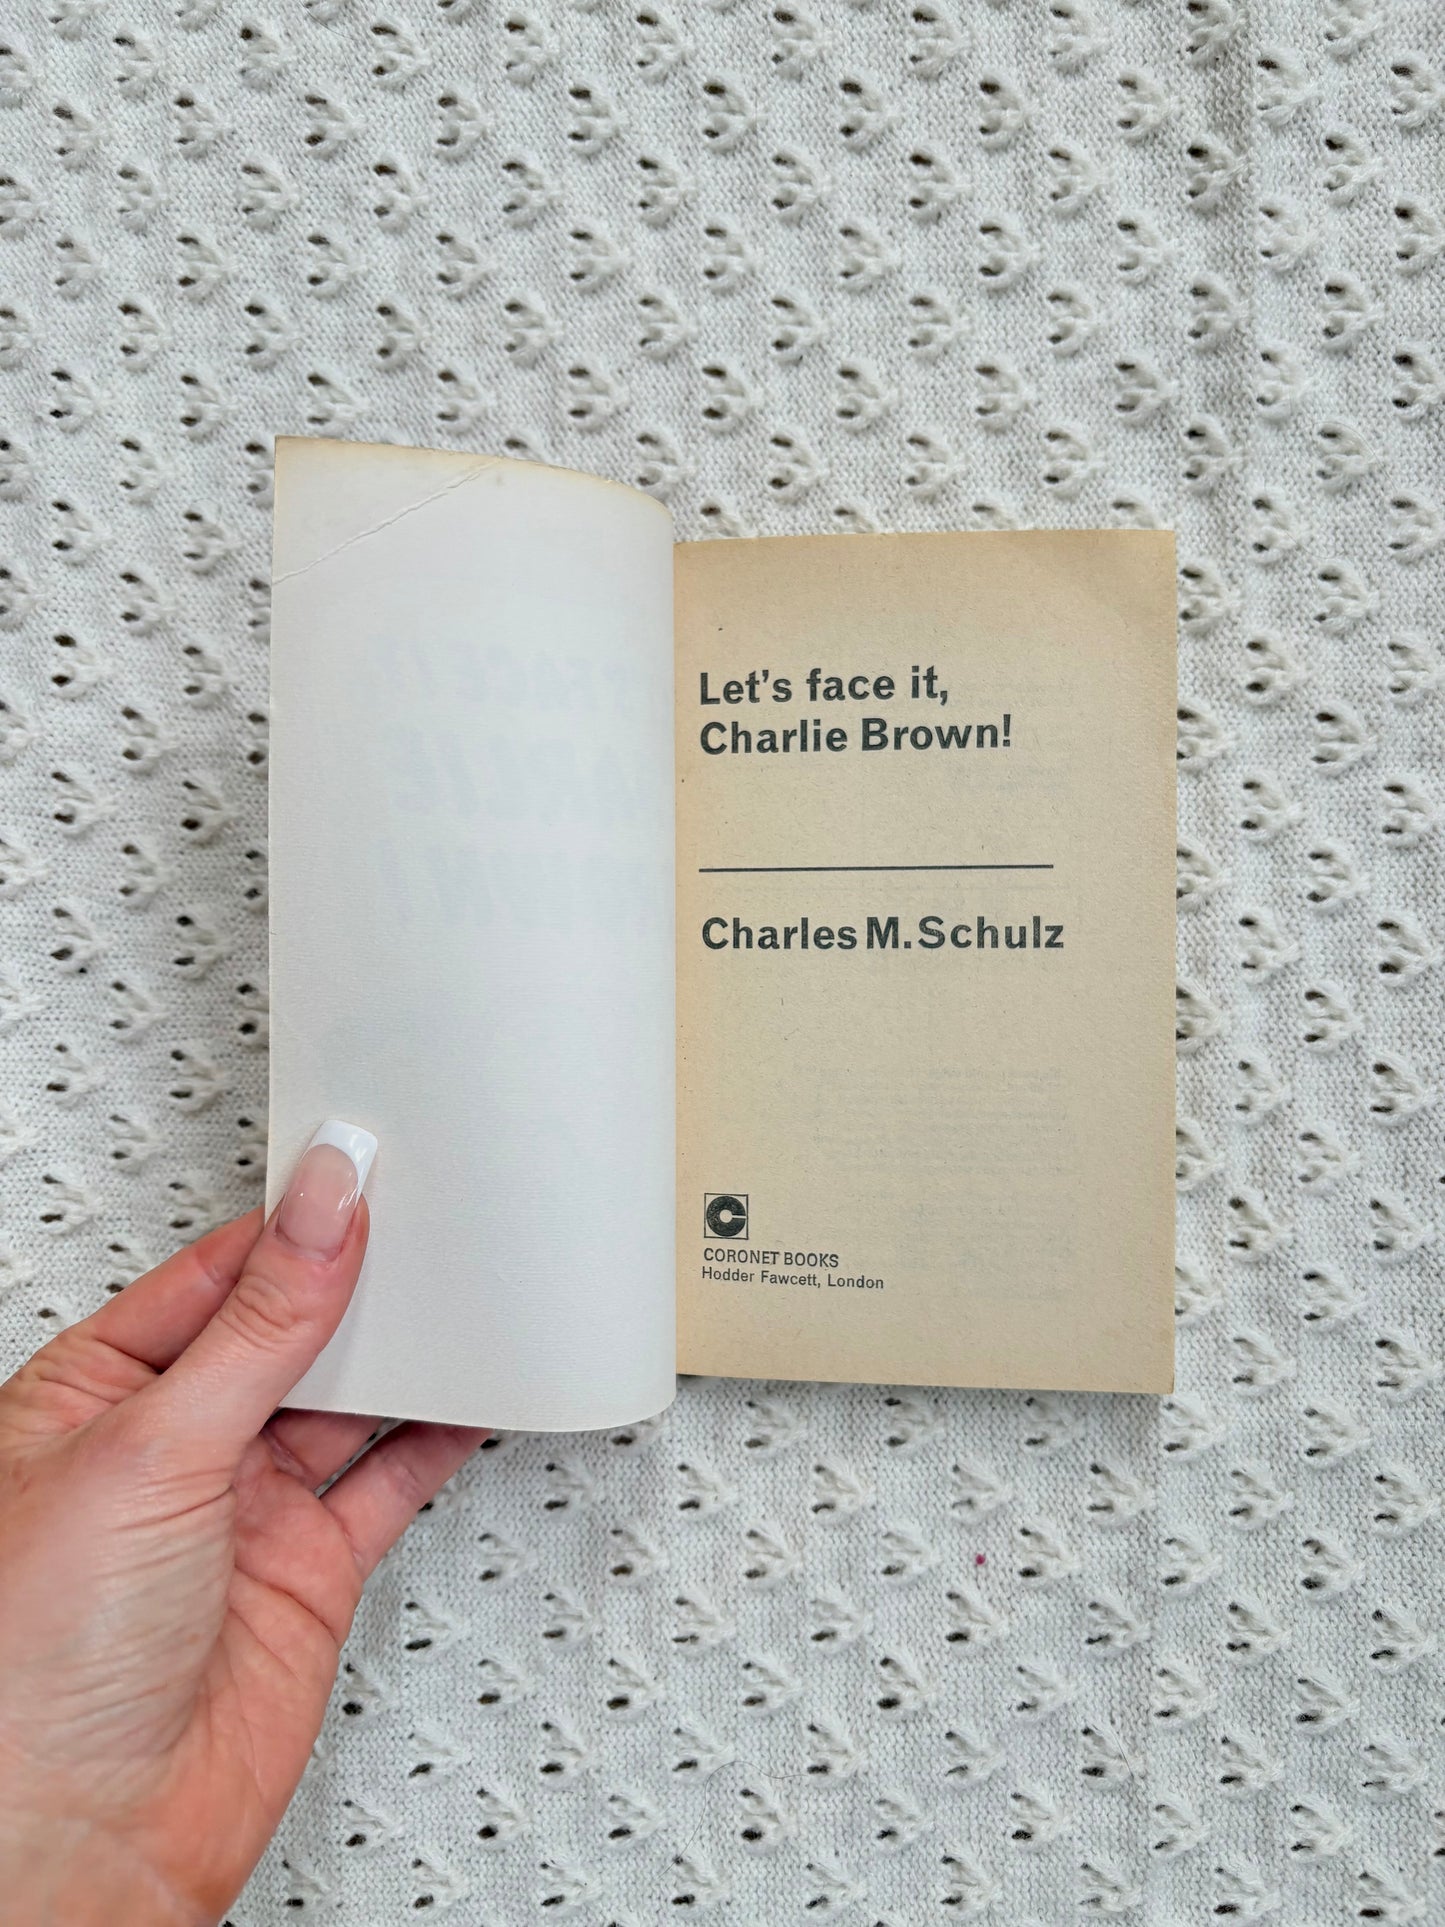 Let's face it,
Charlie Brown!
Charles M. Schulz
CORONET BOOKS
Hodder Fawcett, London